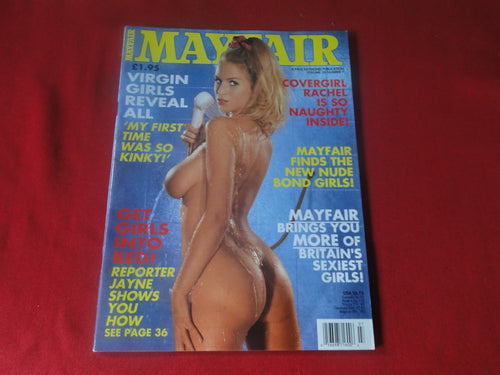 MAYFAIR
MAYFAIR
£1.95
VIRGIN
GIRLS
REVEAL
ALL
'MY FIRST
TIME
WAS SO
KINKY!'
GET
GIRLS
INTO
BED!
REPORTER
JAYNE
SHOWS
YOU
HOW
SEE PAGE 36
COVERGIRL
RACHEL
IS SO
NAUGHTY
INSIDE!
MAYFAIR
FINDS THE
NEW NUDE
BOND GIRLS!
MAYFAIR
BRINGS YOU
MORE OF
BRITAIN'S
SEXIEST
GIRLS!